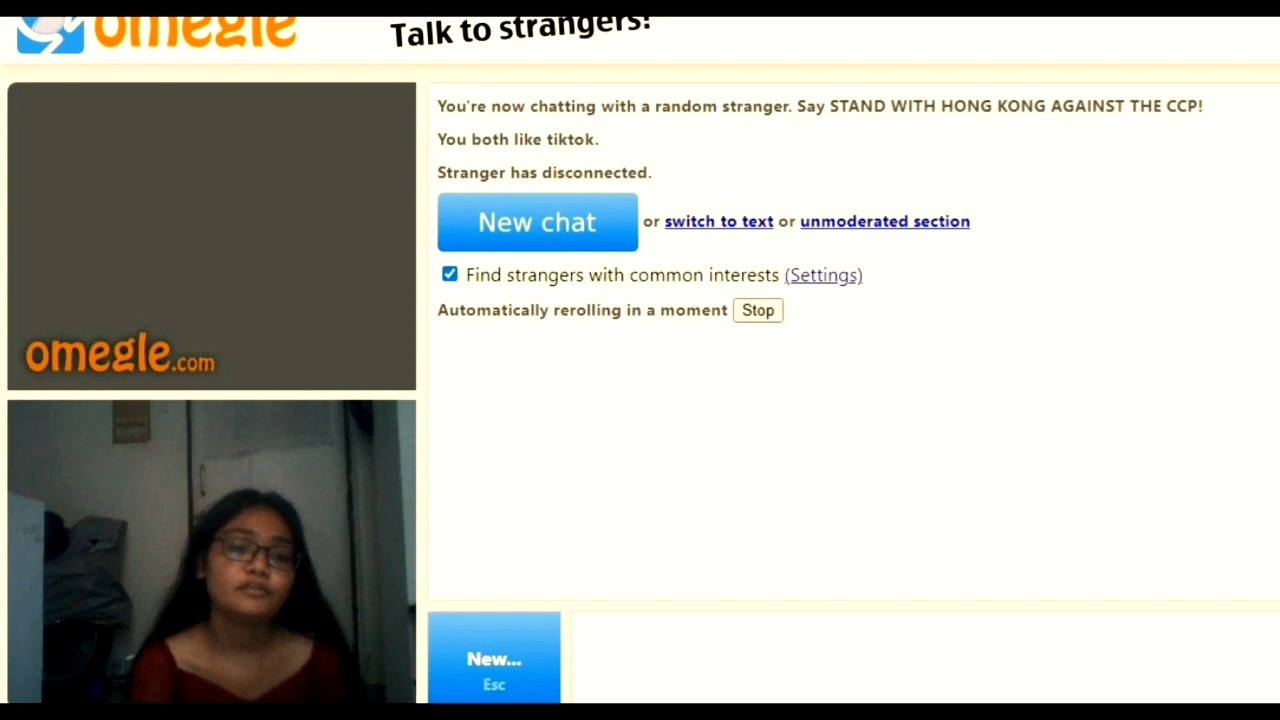 omegle
Talk to strangers!
You're now chatting with a random stranger. Say STAND WITH HONG KONG AGAINST THE CCP!
You both like tiktok.
Stranger has disconnected.
New chat or switch to text or unmoderated section
Find strangers with common interests (Settings)
Automatically rerolling in a moment Stop
omegle.com
New...
Esc